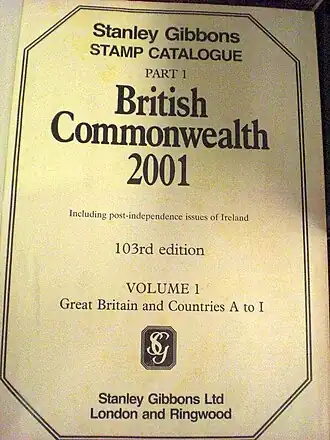 Stanley Gibbons
STAMP CATALOGUE
PART 1
British
Commonwealth
2001
Including post-independence issues of Ireland
103rd edition
VOLUME 1
Great Britain and Countries A to I
SG
Stanley Gibbons Ltd
London and Ringwood